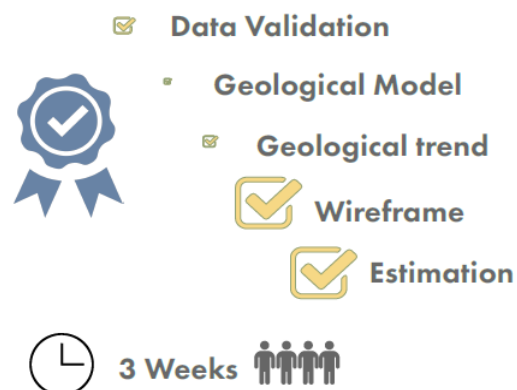 Data Validation
Geological Model
Geological trend
Wireframe
Estimation
3 Weeks